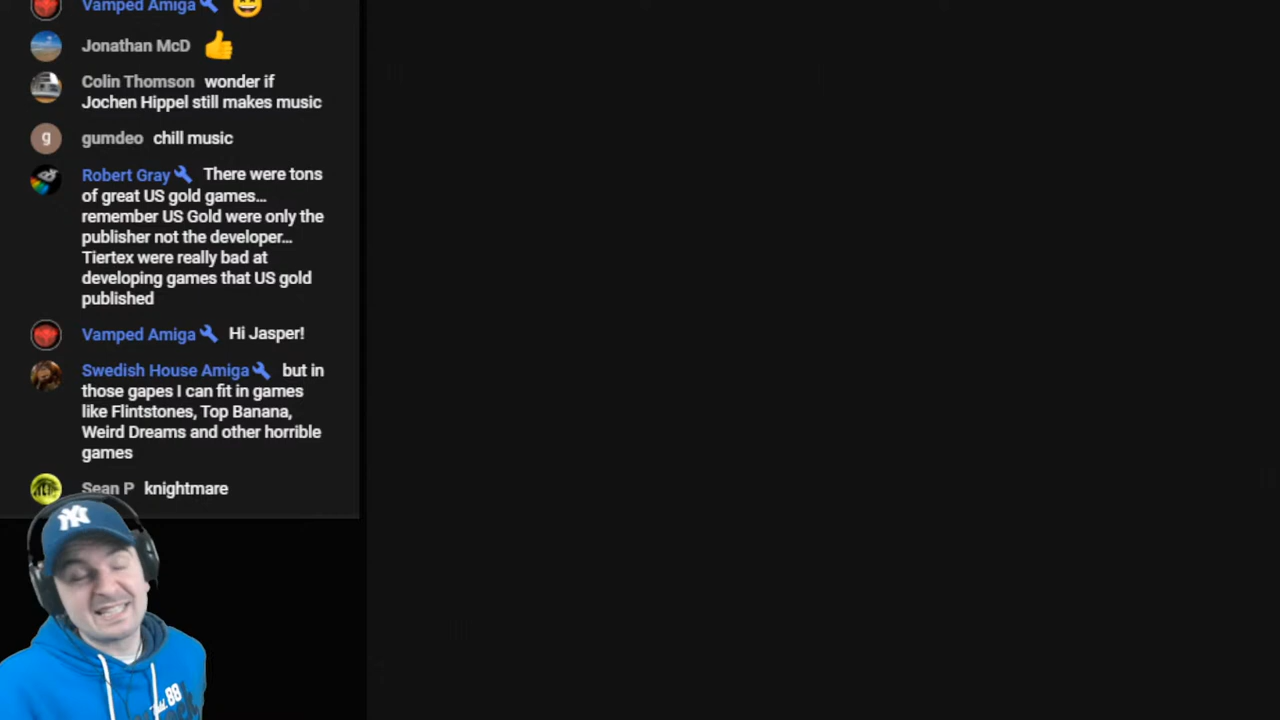 Vamped Amiga
Jonathan McD
Colin Thomson wonder if
Jochen Hippel still makes music
g gumdeo chill music
Robert Gray There were tons
of great US gold games...
remember US Gold were only the
publisher not the developer...
Tiertex were really bad at
developing games that US gold
published
Vamped Amiga Hi Jasper!
Swedish House Amiga but in
those gapes I can fit in games
like Flintstones, Top Banana,
Weird Dreams and other horrible
games
Sean P knightmare
NY
88